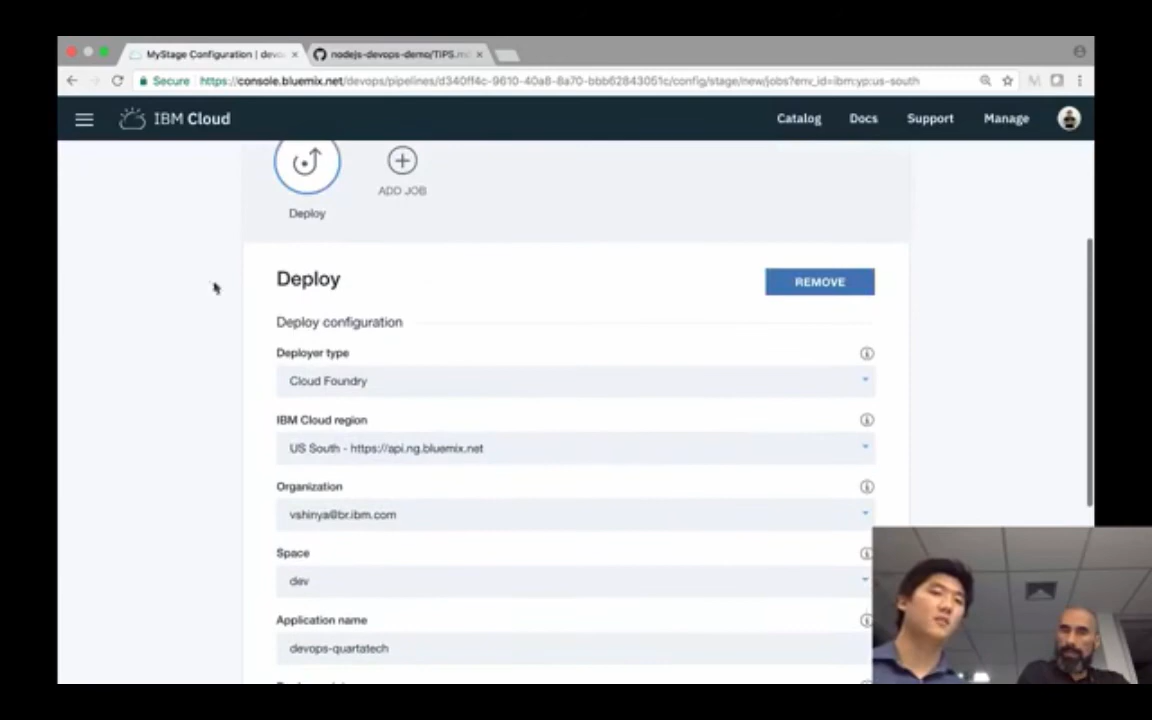 MyStage Configuration | devo
nodejs-devops-demo/TIPS.m
Secure
https://console.bluemix.net/devops/pipelines/d340ff4c-9610-40a8-8a70-bbb62843051c/config/stage/new/jobs?env_id=ibm:yp:us-south
IBM Cloud
Catalog
Docs
Support
Manage
ADD JOB
Deploy
Deploy
REMOVE
Deploy configuration
Deployer type
Cloud Foundry
IBM Cloud region
US South - https://api.ng.bluemix.net
Organization
vshinya@br.ibm.com
Space
dev
Application name
devops-quartatech